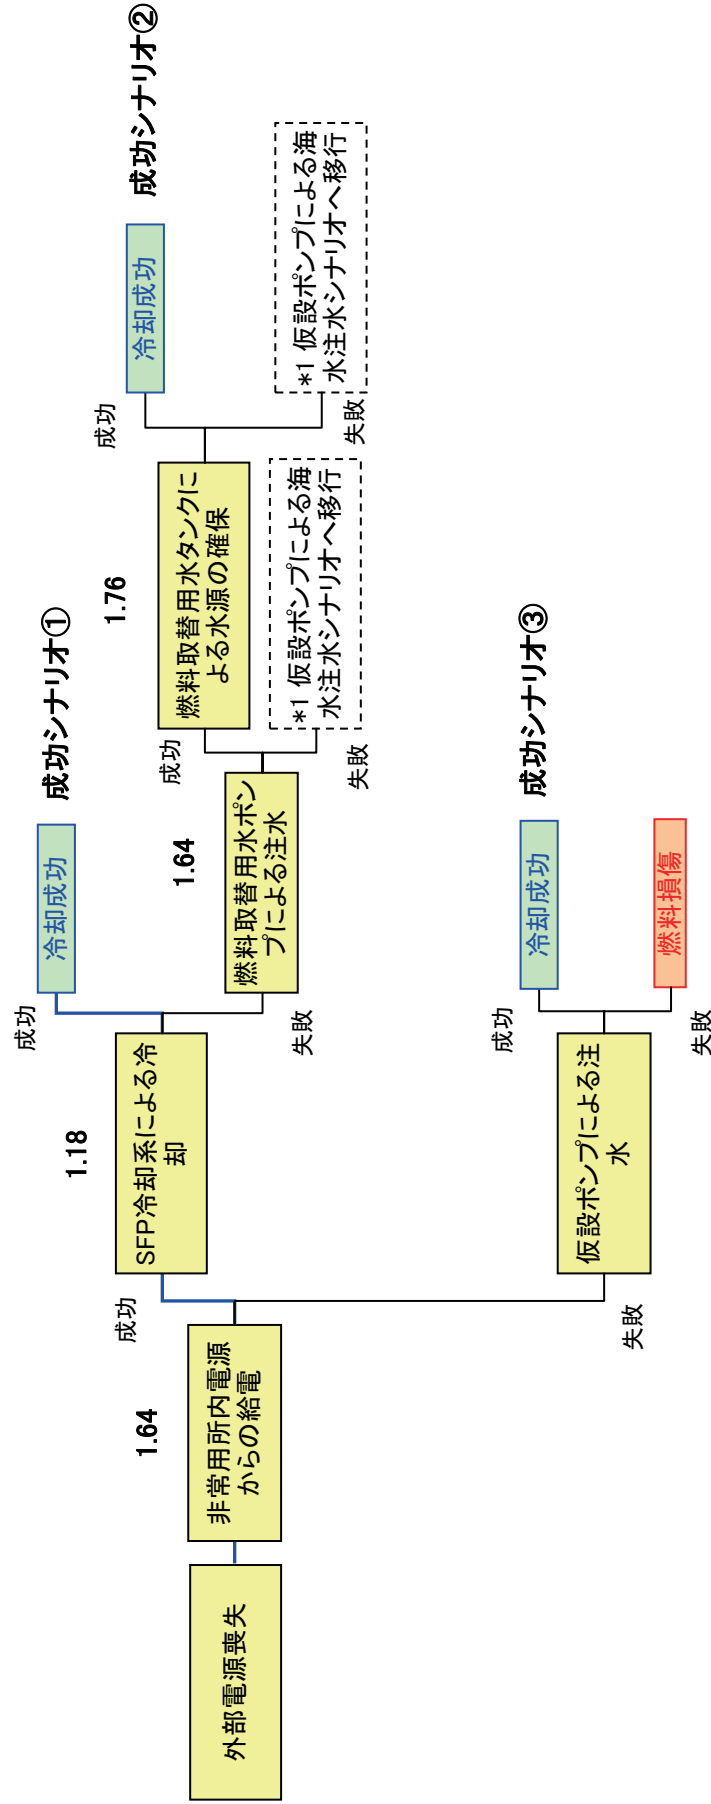 外部電源喪失
1.64
非常用所内電源
からの給電
成功
失敗
1.18
SFP冷却系による冷
却
成功
失敗
冷却成功
成功シナリオ①
1.64
燃料取替用水ポン
プによる注水
成功
失敗
1.76
燃料取替用水タンクに
よる水源の確保
*1 仮設ポンプによる海
水注水シナリオへ移行
成功
失敗
冷却成功
成功シナリオ②
*1 仮設ポンプによる海
水注水シナリオへ移行
仮設ポンプによる注
水
成功
失敗
冷却成功
成功シナリオ③
燃料損傷